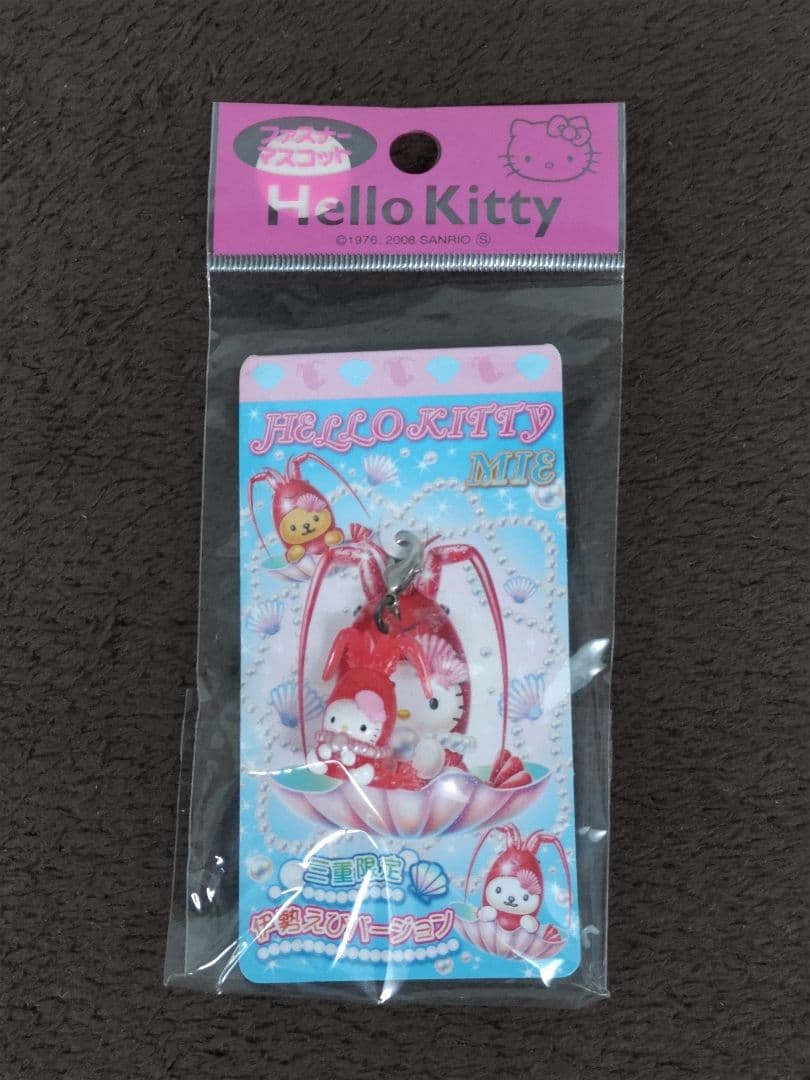 ファスナー
マスコット
Hello Kitty
©1976, 2008 SANRIO Ⓢ
HELLO KITTY
MIE
三重限定
伊勢えびバージョン